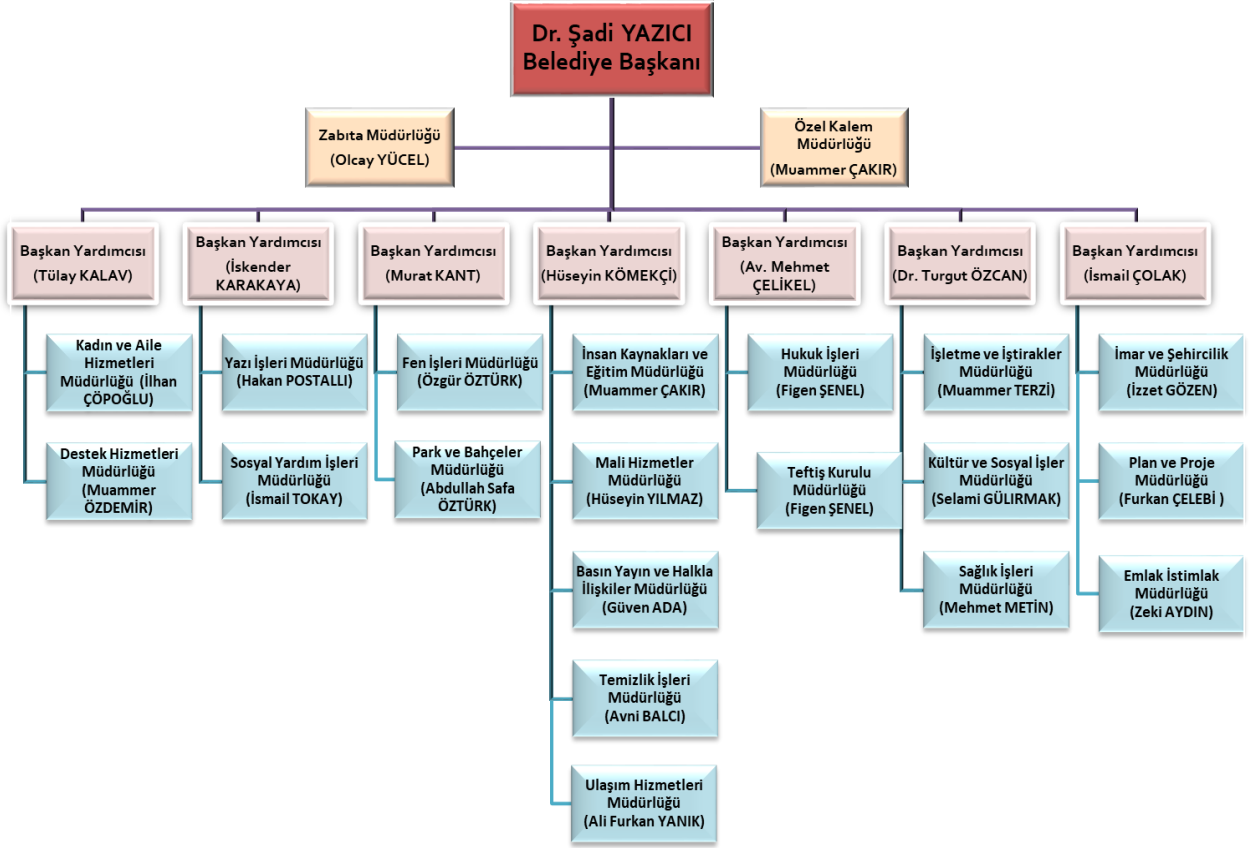 Dr. Şadi YAZICI
Belediye Başkanı
Zabıta Müdürlüğü
(Olcay YÜCEL)
Özel Kalem
Müdürlüğü
(Muammer ÇAKIR)
Başkan Yardımcısı
(Tülay KALAV)
Başkan Yardımcısı
(İskender
KARAKAYA)
Başkan Yardımcısı
(Murat KANT)
Başkan Yardımcısı
(Hüseyin KÖMEKÇİ)
Başkan Yardımcısı
(Av. Mehmet
ÇELİKEL)
Başkan Yardımcısı
(Dr. Turgut ÖZCAN)
Başkan Yardımcısı
(İsmail ÇOLAK)
Kadın ve Aile
Hizmetleri
Müdürlüğü (İlhan
ÇÖPOĞLU)
Destek Hizmetleri
Müdürlüğü
(Muammer
ÖZDEMİR)
Yazı İşleri Müdürlüğü
(Hakan POSTALLI)
Sosyal Yardım İşleri
Müdürlüğü
(İsmail TOKAY)
Fen İşleri Müdürlüğü
(Özgür ÖZTÜRK)
Park ve Bahçeler
Müdürlüğü
(Abdullah Safa
ÖZTÜRK)
İnsan Kaynakları ve
Eğitim Müdürlüğü
(Muammer ÇAKIR)
Mali Hizmetler
Müdürlüğü
(Hüseyin YILMAZ)
Basın Yayın ve Halkla
İlişkiler Müdürlüğü
(Güven ADA)
Temizlik İşleri
Müdürlüğü
(Avni BALCI)
Ulaşım Hizmetleri
Müdürlüğü
(Ali Furkan YANIK)
Hukuk İşleri
Müdürlüğü
(Figen ŞENEL)
Teftiş Kurulu
Müdürlüğü
(Figen ŞENEL)
İşletme ve İştirakler
Müdürlüğü
(Muammer TERZİ)
Kültür ve Sosyal İşler
Müdürlüğü
(Selami GÜLIRMAK)
Sağlık İşleri
Müdürlüğü
(Mehmet METİN)
İmar ve Şehircilik
Müdürlüğü
(İzzet GÖZEN)
Plan ve Proje
Müdürlüğü
(Furkan ÇELEBİ )
Emlak İstimlak
Müdürlüğü
(Zeki AYDIN)